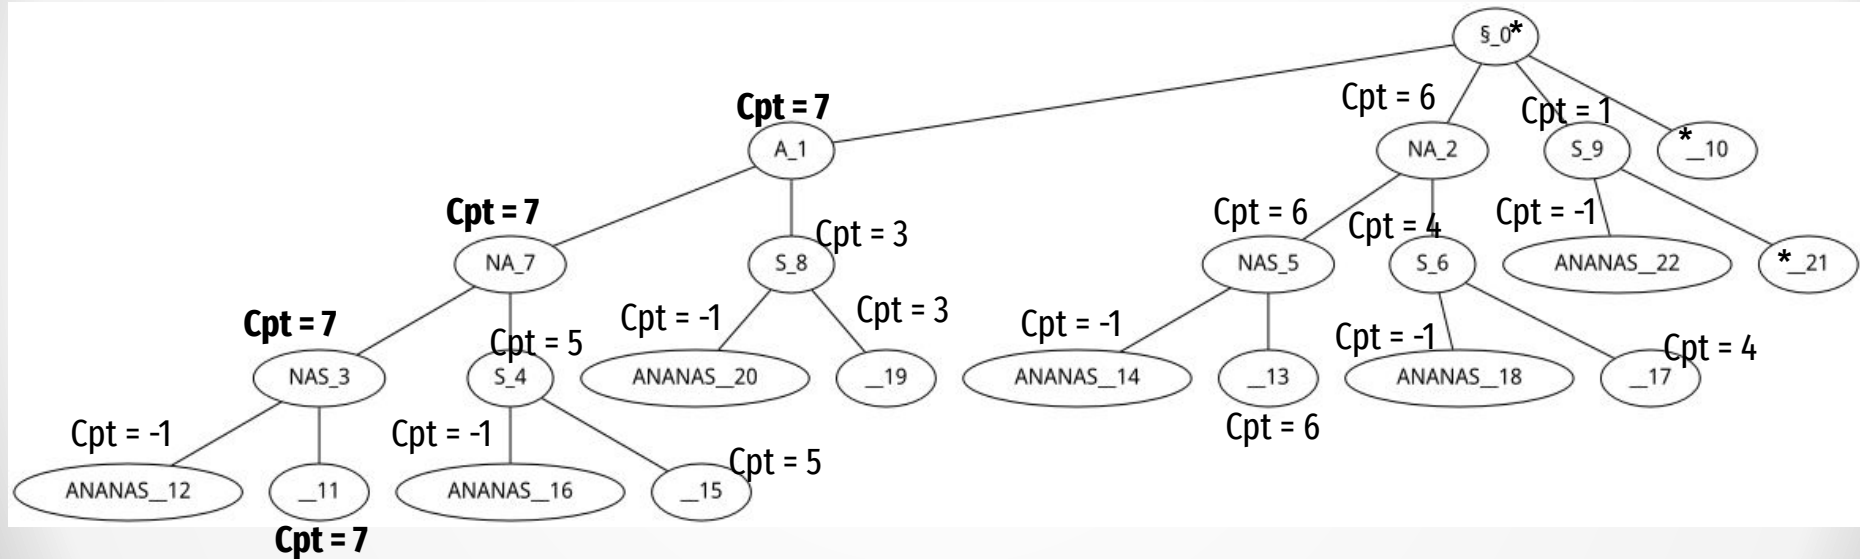 §_0*
Cpt = 7
Cpt = 6
Cpt = 1
A_1
NA_2
S_9
*__10
Cpt = 7
Cpt = 3
Cpt = 6
Cpt = 4
Cpt = -1
NA_7
S_8
NAS_5
S_6
ANANAS__22
*__21
Cpt = 7
Cpt = 5
Cpt = -1
Cpt = 3
Cpt = -1
Cpt = -1
Cpt = 4
NAS_3
S_4
ANANAS__20
__19
ANANAS__14
__13
ANANAS__18
__17
Cpt = -1
Cpt = -1
Cpt = 5
Cpt = 6
ANANAS__12
__11
ANANAS__16
__15
Cpt = 7